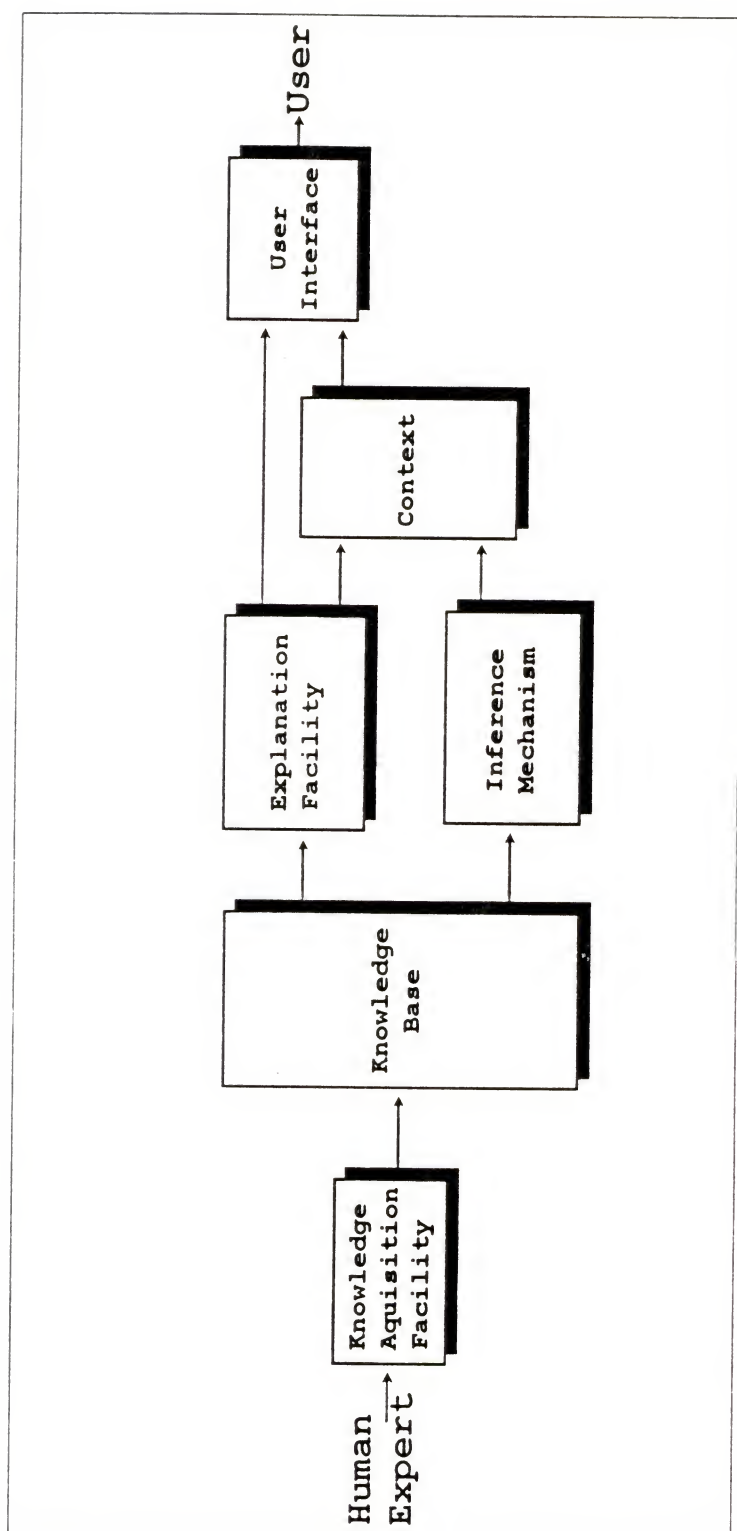 Human
Expert
Knowledge
Aquisition
Facility
Knowledge
Base
Explanation
Facility
Inference
Mechanism
Context
User
Interface
User